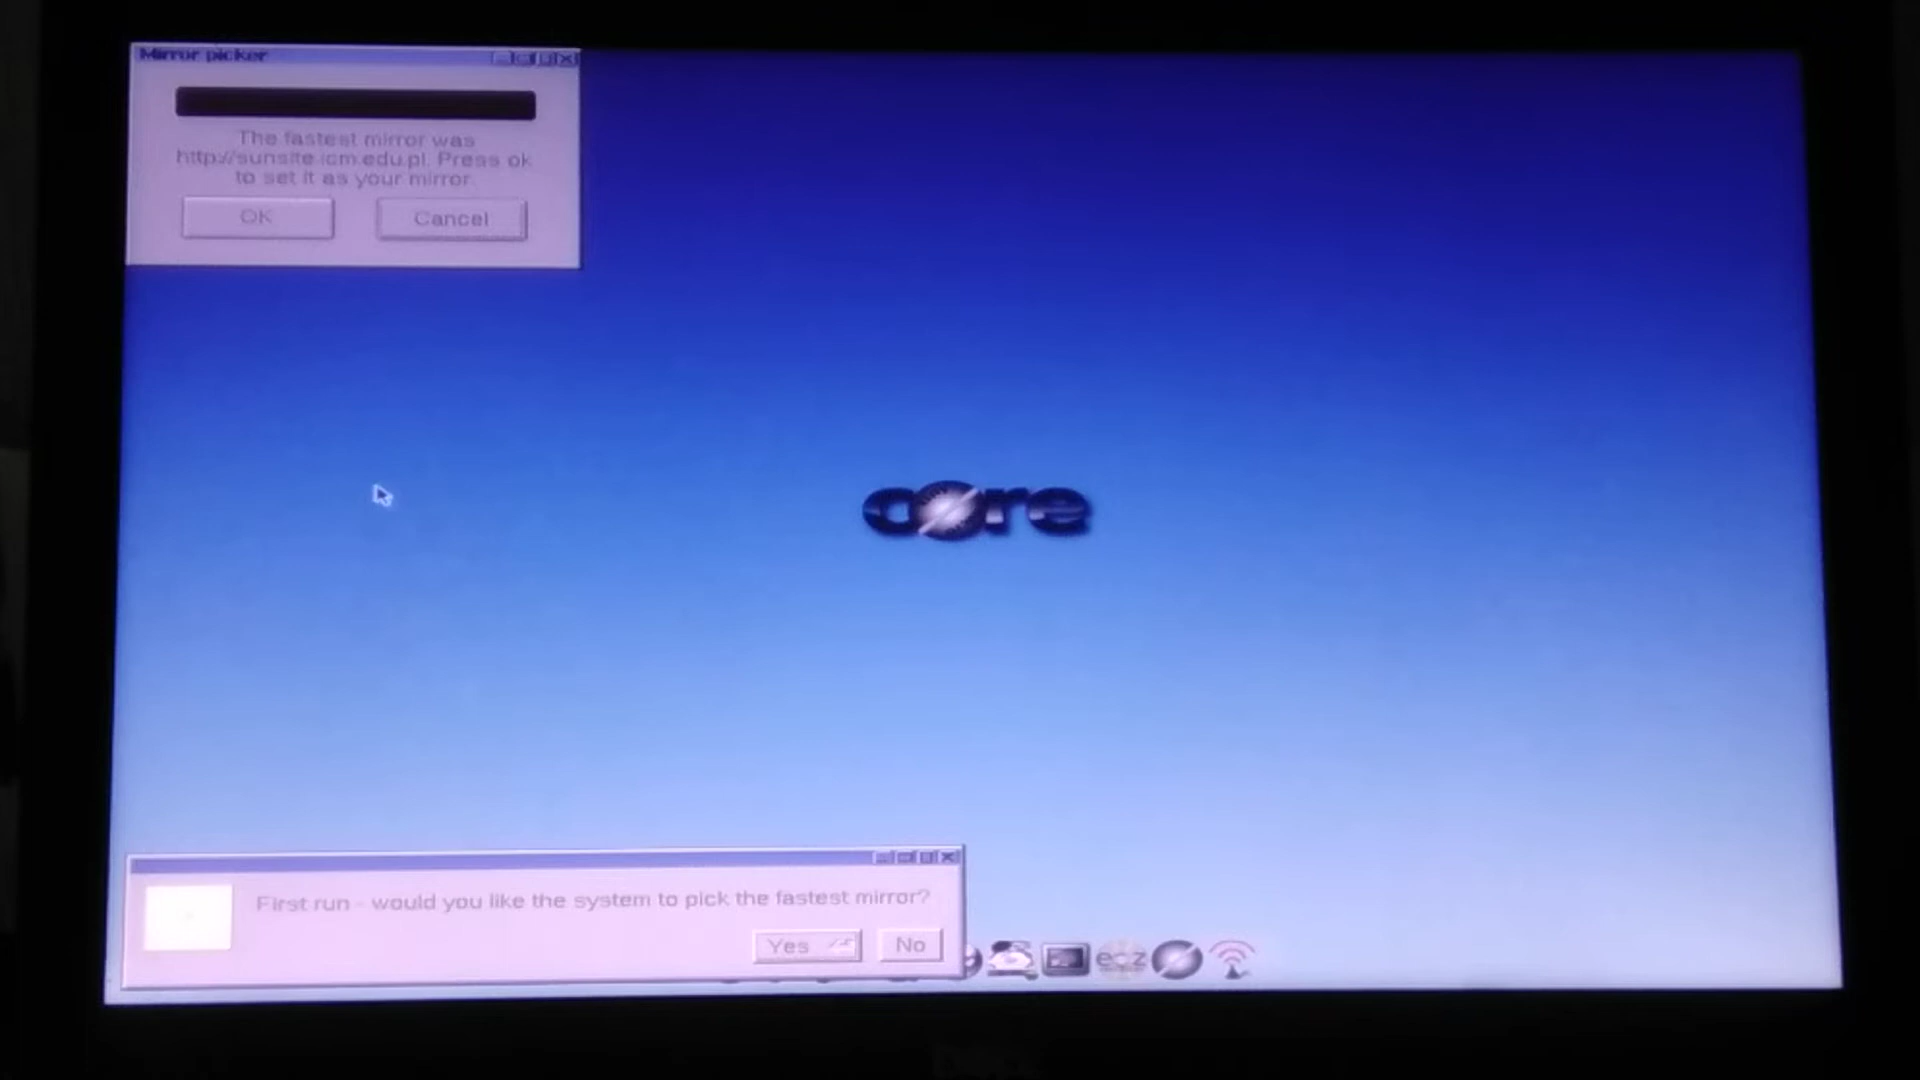 Mirror picker
The fastest mirror was
http://sunsite.icm.edu.pl. Press ok
to set it as your mirror.
OK
Cancel
core
First run - would you like the system to pick the fastest mirror?
Yes
No
ezz